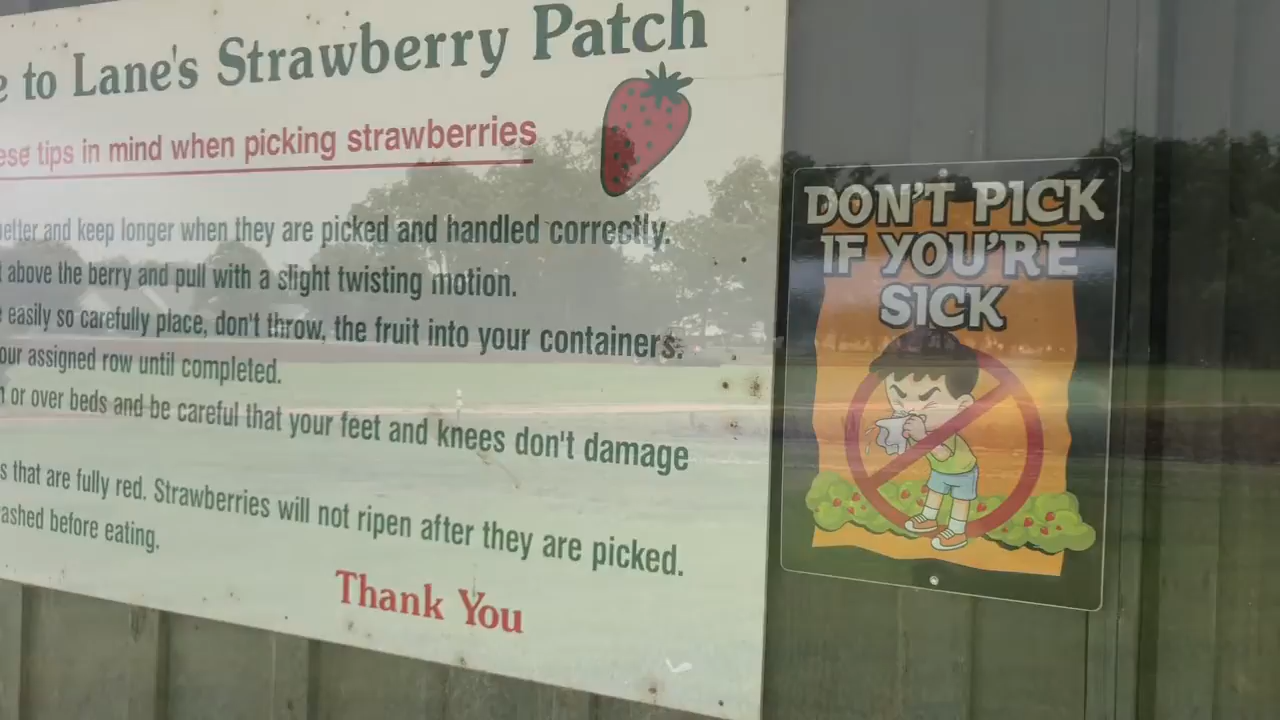 to Lane's Strawberry Patch
tips in mind when picking strawberries
and keep longer when they are picked and handled correctly.
above the berry and pull with a slight twisting motion.
easily so carefully place, don't throw, the fruit into your containers.
assigned row until completed.
or over beds and be careful that your feet and knees don't damage
that are fully red. Strawberries will not ripen after they are picked.
before eating.
Thank You
DON'T PICK
IF YOU'RE
SICK